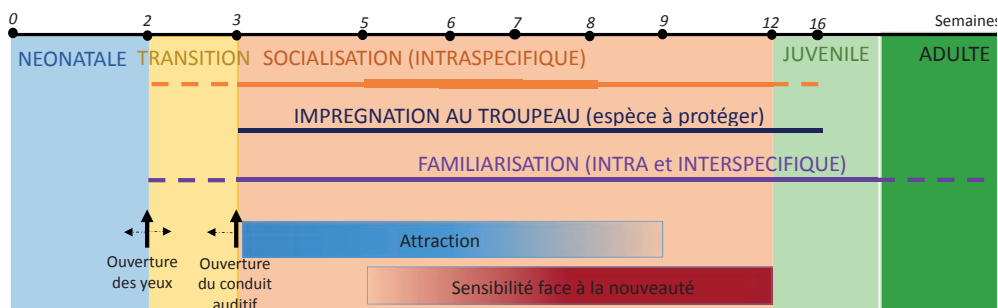 0 2 3 5 6 7 8 9 12 16 Semaines
NEONATALE TRANSITION SOCIALISATION (INTRASPECIFIQUE) JUVENILE ADULTE
IMPREGNATION AU TROUPEAU (espèce à protéger)
FAMILIARISATION (INTRA et INTERSPECIFIQUE)
Attraction
Ouverture
des yeux
Ouverture
du conduit
auditif
Sensibilité face à la nouveauté